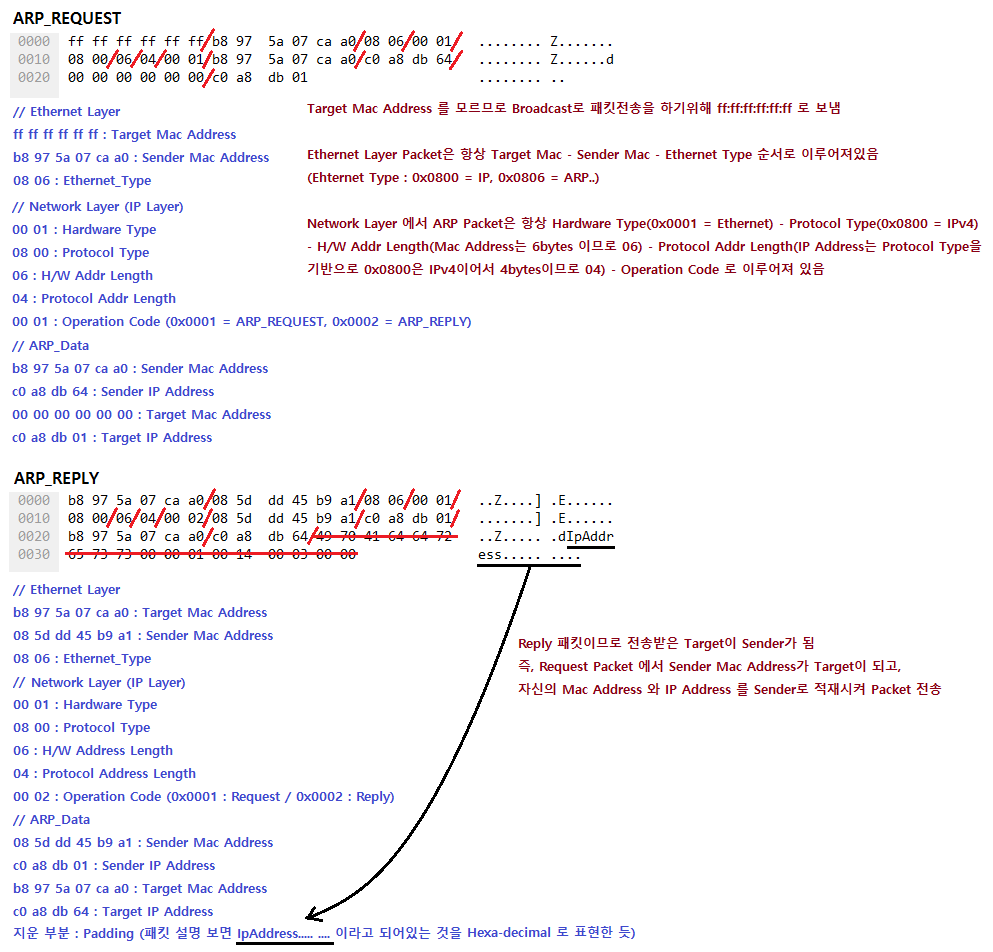 ARP_REQUEST
0000 ff ff ff ff ff ff b8 97 5a 07 ca a0 08 06 00 01 ........ Z.......
0010 08 00 06 04 00 01 b8 97 5a 07 ca a0 c0 a8 db 64 ........ Z......d
0020 00 00 00 00 00 00 c0 a8 db 01 ........ ..
// Ethernet Layer
ff ff ff ff ff ff : Target Mac Address
b8 97 5a 07 ca a0 : Sender Mac Address
08 06 : Ethernet_Type
// Network Layer (IP Layer)
00 01 : Hardware Type
08 00 : Protocol Type
06 : H/W Addr Length
04 : Protocol Addr Length
00 01 : Operation Code (0x0001 = ARP_REQUEST, 0x0002 = ARP_REPLY)
// ARP_Data
b8 97 5a 07 ca a0 : Sender Mac Address
c0 a8 db 64 : Sender IP Address
00 00 00 00 00 00 : Target Mac Address
c0 a8 db 01 : Target IP Address
Target Mac Address 를 모르므로 Broadcast로 패킷전송을 하기위해 ff:ff:ff:ff:ff:ff 로 보냄
Ethernet Layer Packet은 항상 Target Mac - Sender Mac - Ethernet Type 순서로 이루어져있음
(Ehternet Type : 0x0800 = IP, 0x0806 = ARP..)
Network Layer 에서 ARP Packet은 항상 Hardware Type(0x0001 = Ethernet) - Protocol Type(0x0800 = IPv4)
- H/W Addr Length(Mac Address는 6bytes 이므로 06) - Protocol Addr Length(IP Address는 Protocol Type을
기반으로 0x0800은 IPv4이어서 4bytes이므로 04) - Operation Code 로 이루어져 있음
ARP_REPLY
0000 b8 97 5a 07 ca a0 08 5d dd 45 b9 a1 08 06 00 01 ..Z....] .E......
0010 08 00 06 04 00 02 08 5d dd 45 b9 a1 c0 a8 db 01 .......] .E......
0020 b8 97 5a 07 ca a0 c0 a8 db 64 49 70 41 64 64 72 ..Z..... .dIpAddr
0030 65 73 73 00 00 01 00 14 00 03 00 00 ess..... ....
// Ethernet Layer
b8 97 5a 07 ca a0 : Target Mac Address
08 5d dd 45 b9 a1 : Sender Mac Address
08 06 : Ethernet_Type
// Network Layer (IP Layer)
00 01 : Hardware Type
08 00 : Protocol Type
06 : H/W Address Length
04 : Protocol Address Length
00 02 : Operation Code (0x0001 : Request / 0x0002 : Reply)
// ARP_Data
08 5d dd 45 b9 a1 : Sender Mac Address
c0 a8 db 01 : Sender IP Address
b8 97 5a 07 ca a0 : Target Mac Address
c0 a8 db 64 : Target IP Address
지운 부분 : Padding (패킷 설명 보면 IpAddress..... .... 이라고 되어있는 것을 Hexa-decimal 로 표현한 듯)
Reply 패킷이므로 전송받은 Target이 Sender가 됨
즉, Request Packet 에서 Sender Mac Address가 Target이 되고,
자신의 Mac Address 와 IP Address 를 Sender로 적재시켜 Packet 전송